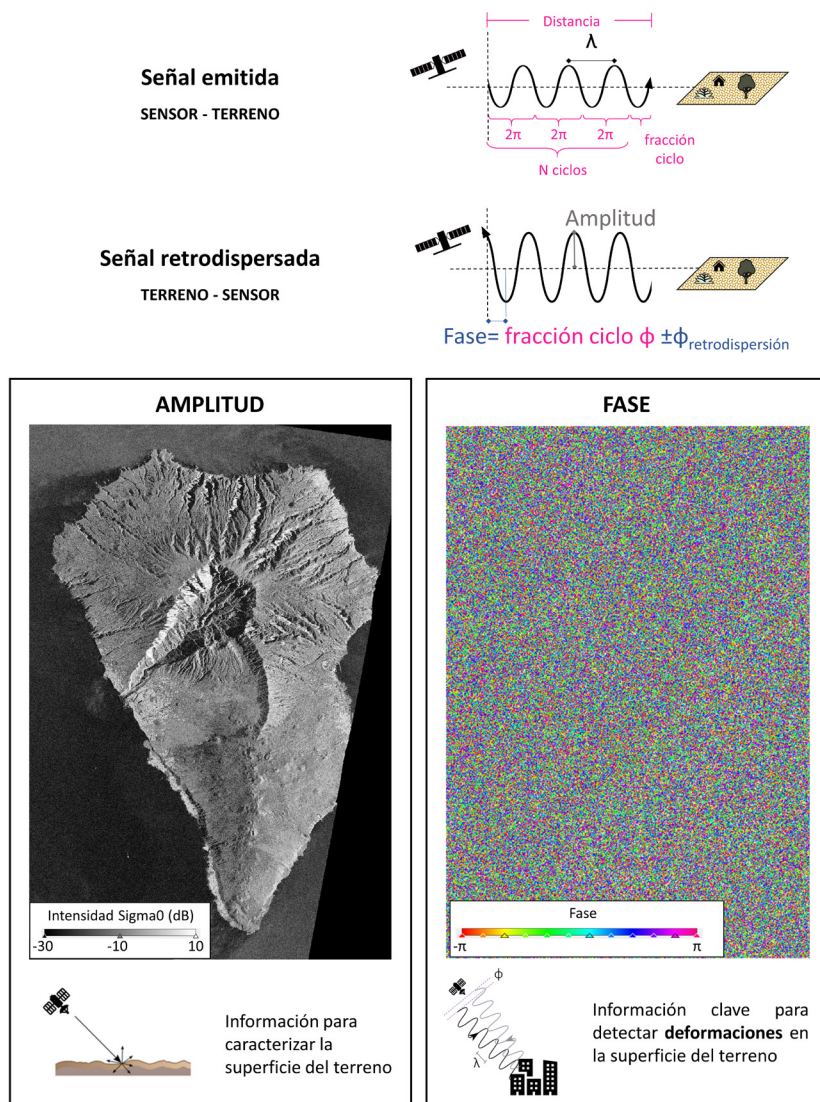 Distancia
λ
Señal emitida
SENSOR - TERRENO
2π 2π 2π fracción
ciclo
N ciclos
Amplitud
Señal retrodispersada
TERRENO - SENSOR
Fase= fracción ciclo ϕ ±ϕretrodispersión
AMPLITUD
Intensidad Sigma0 (dB)
-30 -10 10
Información para
caracterizar la
superficie del terreno
FASE
Fase
-π π
ϕ
λ
Información clave para
detectar deformaciones en
la superficie del terreno